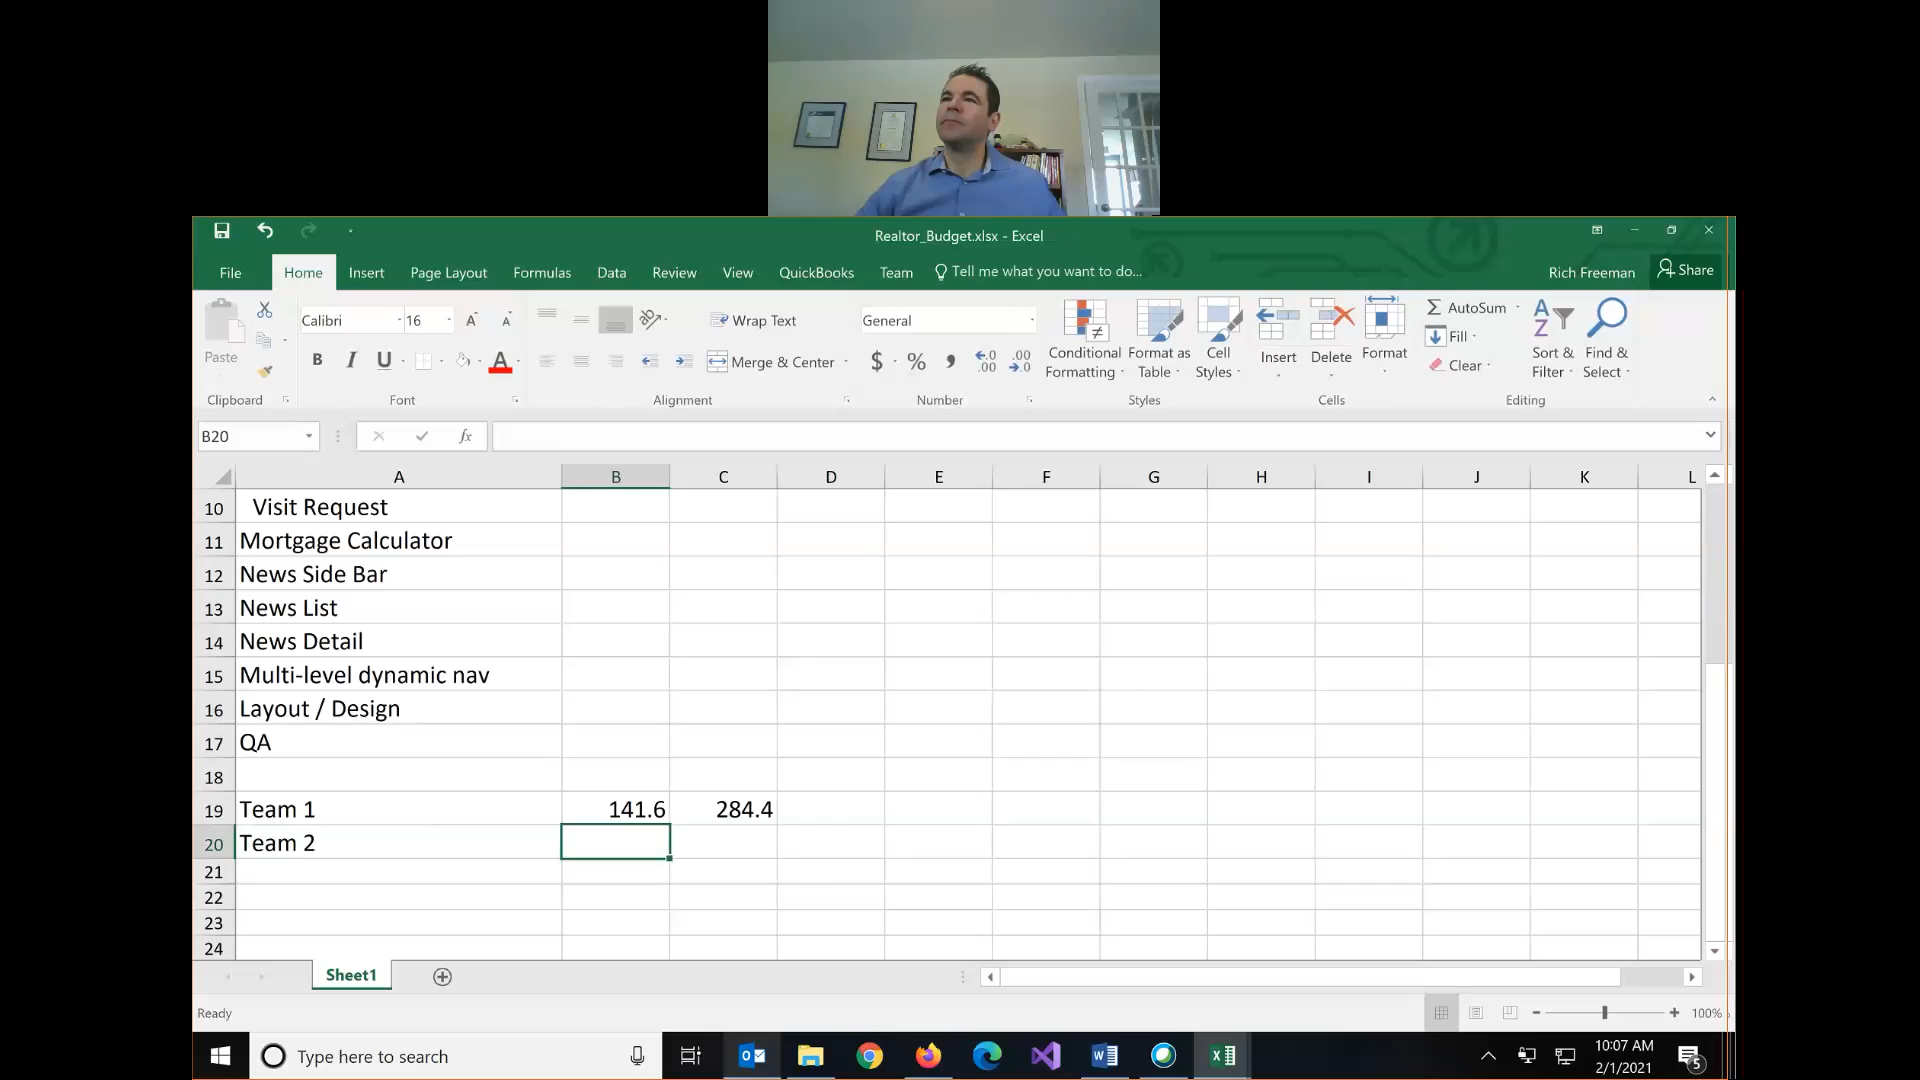 Realtor_Budget.xlsx - Excel
File Home Insert Page Layout Formulas Data Review View QuickBooks Team Tell me what you want to do... Rich Freeman Share
Calibri 16 Wrap Text General AutoSum
Paste B I U A Merge & Center $ % Conditional Formatting Format as Table Cell Styles Insert Delete Format Fill Clear Sort & Filter Find & Select
Clipboard Font Alignment Number Styles Cells Editing
B20 fx
A B C D E F G H I J K L
10 Visit Request
11 Mortgage Calculator
12 News Side Bar
13 News List
14 News Detail
15 Multi-level dynamic nav
16 Layout / Design
17 QA
18
19 Team 1 141.6 284.4
20 Team 2
21
22
23
24
Sheet1
Ready 100%
Type here to search 10:07 AM
2/1/2021 5